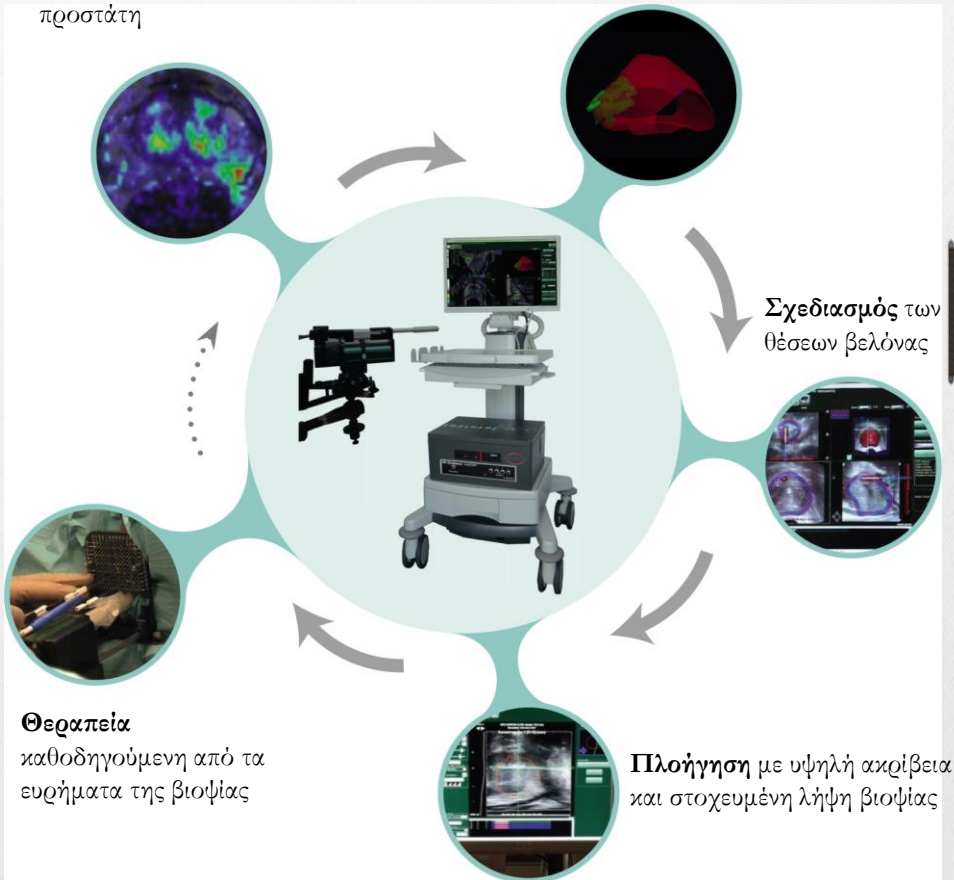 προστάτη
Σχεδιασμός των
θέσεων βελόνας
Θεραπεία
καθοδηγούμενη από τα
ευρήματα της βιοψίας
Πλοήγηση με υψηλή ακρίβεια
και στοχευμένη λήψη βιοψίας